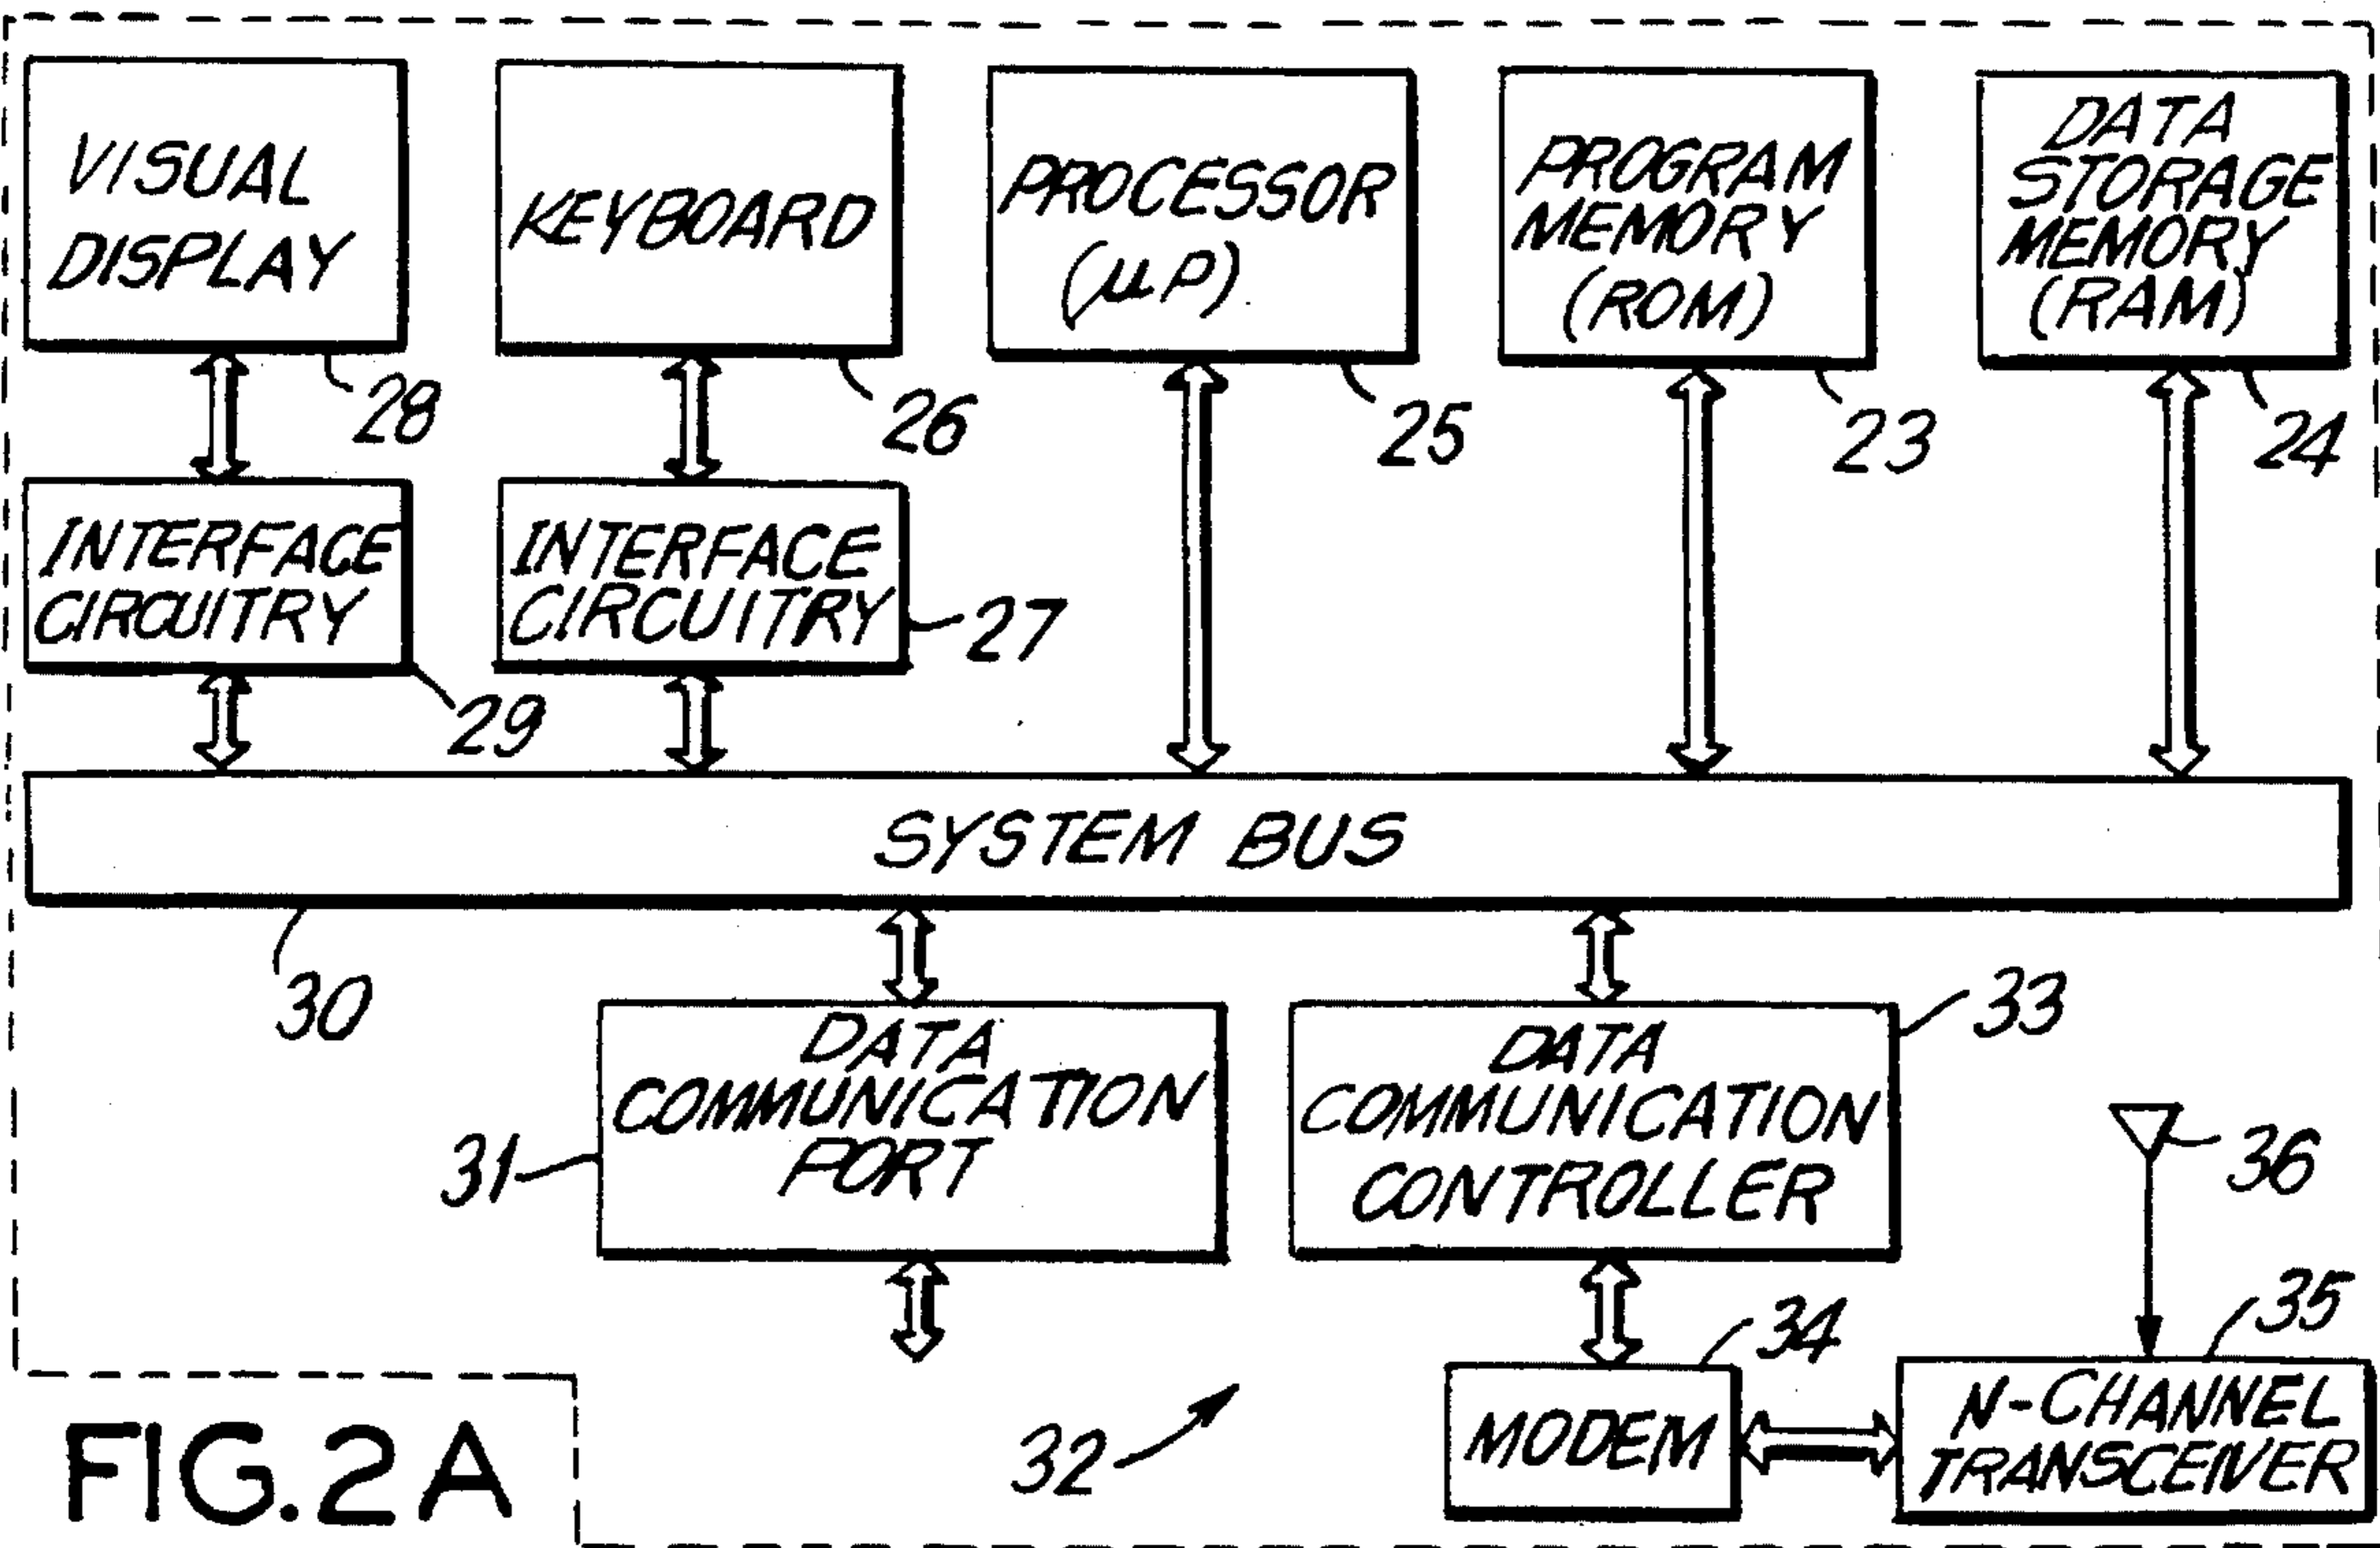 VISUAL
DISPLAY
28
KEYBOARD
26
PROCESSOR
(µP)
25
PROGRAM
MEMORY
(ROM)
23
DATA
STORAGE
MEMORY
(RAM)
24
INTERFACE
CIRCUITRY
29
INTERFACE
CIRCUITRY
27
SYSTEM BUS
30
DATA
COMMUNICATION
PORT
31
DATA
COMMUNICATION
CONTROLLER
33
36
34
35
MODEM
N-CHANNEL
TRANSCEIVER
32
FIG.2A